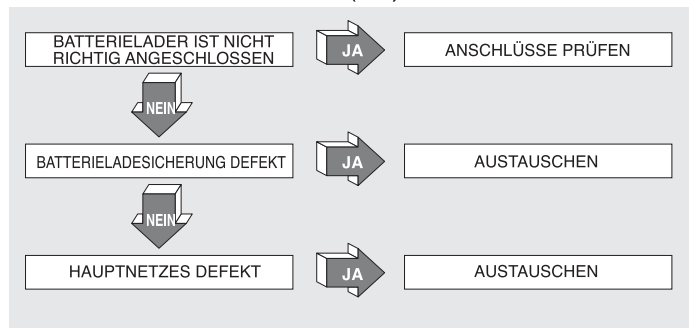 BATTERIELADER IST NICHT
RICHTIG ANGESCHLOSSEN
JA
ANSCHLÜSSE PRÜFEN
NEIN
BATTERIELADESICHERUNG DEFEKT
JA
AUSTAUSCHEN
NEIN
HAUPTNETZES DEFEKT
JA
AUSTAUSCHEN